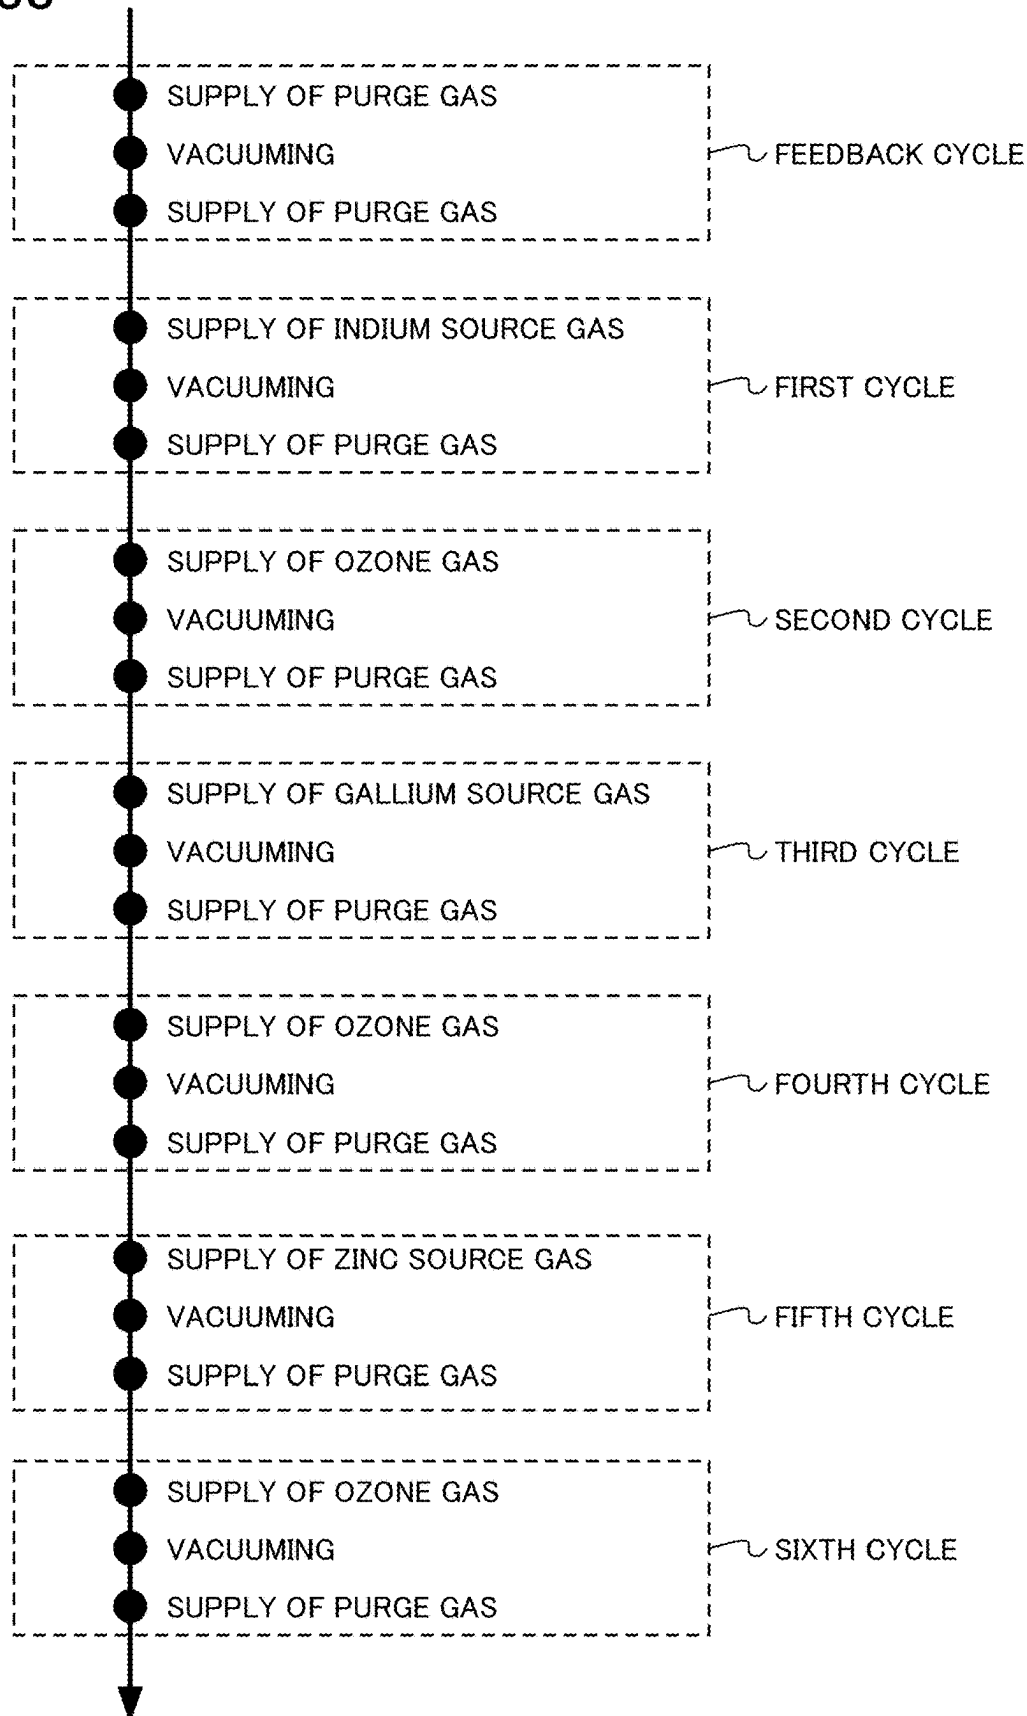 SUPPLY OF PURGE GAS
VACUUMING
SUPPLY OF PURGE GAS
FEEDBACK CYCLE
SUPPLY OF INDIUM SOURCE GAS
VACUUMING
SUPPLY OF PURGE GAS
FIRST CYCLE
SUPPLY OF OZONE GAS
VACUUMING
SUPPLY OF PURGE GAS
SECOND CYCLE
SUPPLY OF GALLIUM SOURCE GAS
VACUUMING
SUPPLY OF PURGE GAS
THIRD CYCLE
SUPPLY OF OZONE GAS
VACUUMING
SUPPLY OF PURGE GAS
FOURTH CYCLE
SUPPLY OF ZINC SOURCE GAS
VACUUMING
SUPPLY OF PURGE GAS
FIFTH CYCLE
SUPPLY OF OZONE GAS
VACUUMING
SUPPLY OF PURGE GAS
SIXTH CYCLE